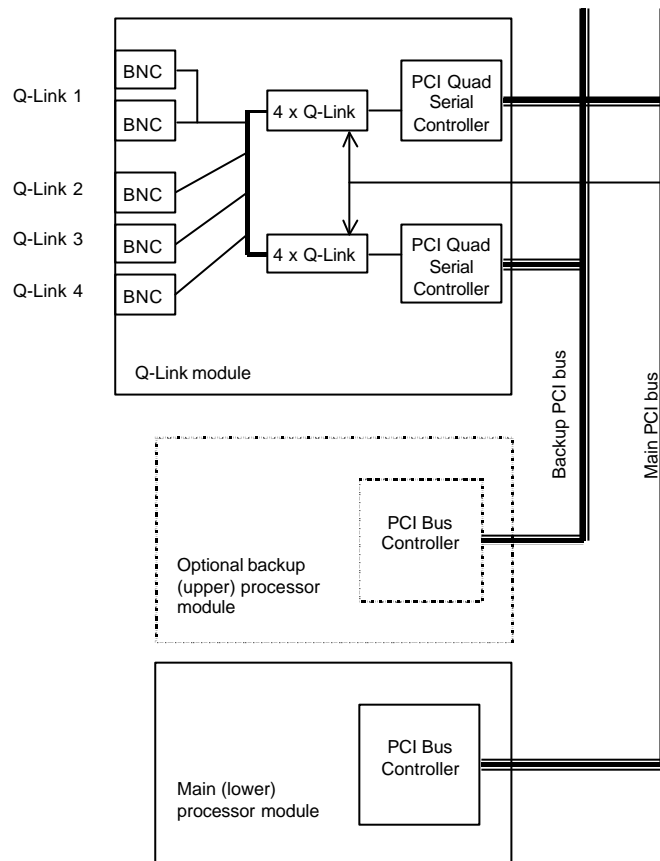 Q-Link 1
BNC
BNC
Q-Link 2
BNC
Q-Link 3
BNC
Q-Link 4
BNC
4 x Q-Link
4 x Q-Link
PCI Quad
Serial
Controller
PCI Quad
Serial
Controller
Q-Link module
Backup PCI bus
Main PCI bus
PCI Bus
Controller
Optional backup
(upper) processor
module
PCI Bus
Controller
Main (lower)
processor module